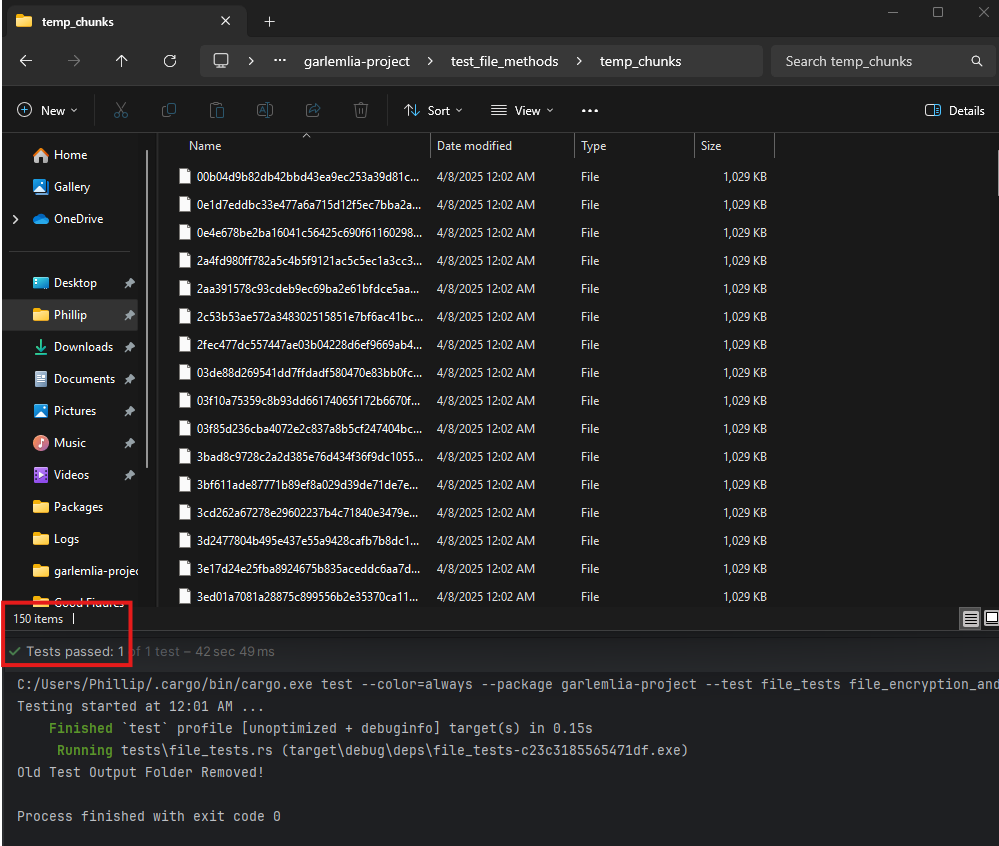 temp_chunks
garlemlia-project > test_file_methods > temp_chunks
Search temp_chunks
New
Sort
View
Details
Name
Date modified
Type
Size
Home
Gallery
OneDrive
Desktop
Phillip
Downloads
Documents
Pictures
Music
Videos
Packages
Logs
garlemlia-projec
Good Figures
00b04d9b82db42bbd43ea9ec253a39d81c... 4/8/2025 12:02 AM File 1,029 KB
0e1d7eddbc33e477a6a715d12f5ec7bba2a... 4/8/2025 12:02 AM File 1,029 KB
0e4e678be2ba16041c56425c690f61160298... 4/8/2025 12:02 AM File 1,029 KB
2a4fd980ff782a5c4b5f9121ac5c5ec1a3cc3... 4/8/2025 12:02 AM File 1,029 KB
2aa391578c93cdeb9ec69ba2e61bfdce5aa... 4/8/2025 12:02 AM File 1,029 KB
2c53b53ae572a348302515851e7bf6ac41bc... 4/8/2025 12:02 AM File 1,029 KB
2fec477dc557447ae03b04228d6ef9669ab4... 4/8/2025 12:02 AM File 1,029 KB
03de88d269541dd7ffdadf580470e83bb0fc... 4/8/2025 12:02 AM File 1,029 KB
03f10a75359c8b93dd66174065f172b6670f... 4/8/2025 12:02 AM File 1,029 KB
03f85d236cba4072e2c837a8b5cf247404bc... 4/8/2025 12:02 AM File 1,029 KB
3bad8c9728c2a2d385e76d434f36f9dc1055... 4/8/2025 12:02 AM File 1,029 KB
3bf611ade87771b89ef8a029d39de71de7e... 4/8/2025 12:02 AM File 1,029 KB
3cd262a67278e29602237b4c71840e3479e... 4/8/2025 12:02 AM File 1,029 KB
3d2477804b495e437e55a9428cafb7b8dc1... 4/8/2025 12:02 AM File 1,029 KB
3e17d24e25fba8924675b835aceddc6aa7d... 4/8/2025 12:02 AM File 1,029 KB
3ed01a7081a28875c899556b2e35370ca11... 4/8/2025 12:02 AM File 1,029 KB
150 items
Tests passed: 1 of 1 test – 42 sec 49 ms
C:/Users/Phillip/.cargo/bin/cargo.exe test --color=always --package garlemlia-project --test file_tests file_encryption_and
Testing started at 12:01 AM ...
Finished `test` profile [unoptimized + debuginfo] target(s) in 0.15s
Running tests\file_tests.rs (target\debug\deps\file_tests-c23c3185565471df.exe)
Old Test Output Folder Removed!
Process finished with exit code 0